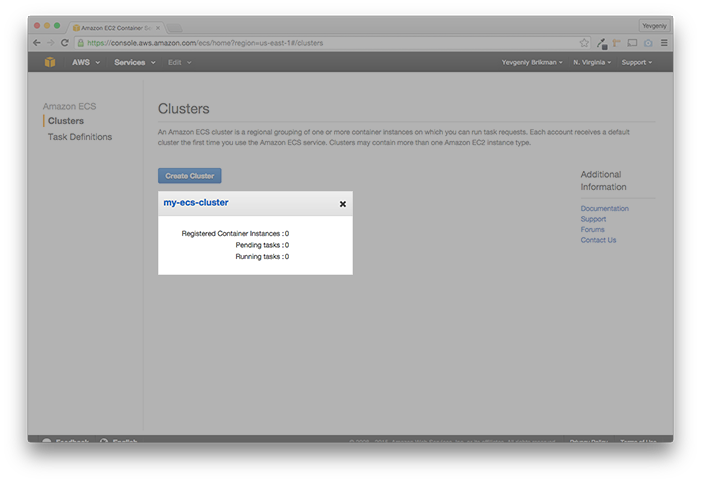 Amazon EC2 Container Se
Yevgeniy
https://console.aws.amazon.com/ecs/home?region=us-east-1#/clusters
AWS Services Edit Yevgeniy Brikman N. Virginia Support
Amazon ECS
Clusters
Task Definitions
Clusters
An Amazon ECS cluster is a regional grouping of one or more container instances on which you can run task requests. Each account receives a default
cluster the first time you use the Amazon ECS service. Clusters may contain more than one Amazon EC2 instance type.
Create Cluster
my-ecs-cluster
Registered Container Instances : 0
Pending tasks : 0
Running tasks : 0
Additional
Information
Documentation
Support
Forums
Contact Us
Feedback English Privacy Policy Terms of Use